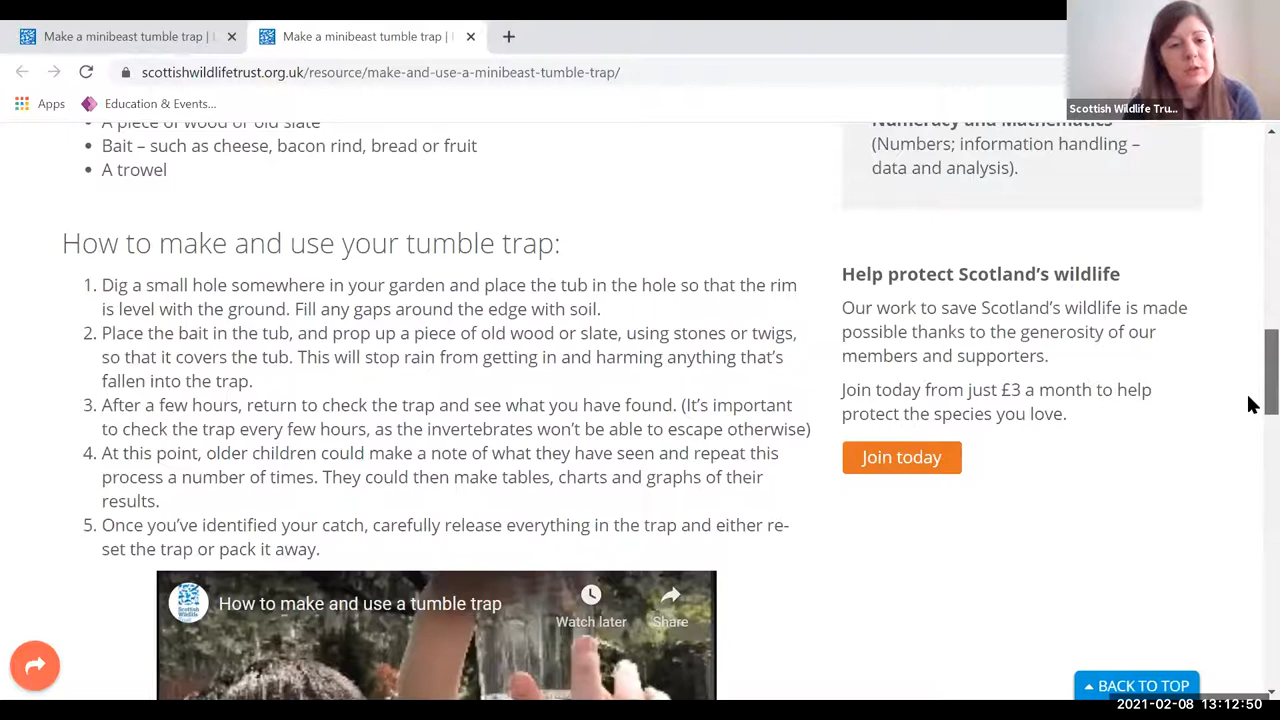 Make a minibeast tumble trap |
Make a minibeast tumble trap |
scottishwildlifetrust.org.uk/resource/make-and-use-a-minibeast-tumble-trap/
Apps
Education & Events...
Scottish Wildlife Tru...
A piece of wood or old slate
• Bait – such as cheese, bacon rind, bread or fruit
• A trowel
Numeracy and Mathematics
(Numbers; information handling –
data and analysis).
How to make and use your tumble trap:
1. Dig a small hole somewhere in your garden and place the tub in the hole so that the rim
is level with the ground. Fill any gaps around the edge with soil.
2. Place the bait in the tub, and prop up a piece of old wood or slate, using stones or twigs,
so that it covers the tub. This will stop rain from getting in and harming anything that's
fallen into the trap.
3. After a few hours, return to check the trap and see what you have found. (It's important
to check the trap every few hours, as the invertebrates won't be able to escape otherwise)
4. At this point, older children could make a note of what they have seen and repeat this
process a number of times. They could then make tables, charts and graphs of their
results.
5. Once you've identified your catch, carefully release everything in the trap and either re-
set the trap or pack it away.
Help protect Scotland's wildlife
Our work to save Scotland's wildlife is made
possible thanks to the generosity of our
members and supporters.
Join today from just £3 a month to help
protect the species you love.
Join today
Scottish
Wildlife
Trust
How to make and use a tumble trap
Watch later
Share
BACK TO TOP
2021-02-08 13:12:50